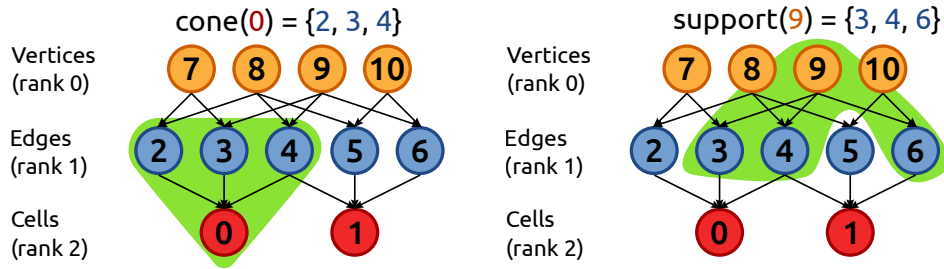 cone(0) = {2, 3, 4}
Vertices
(rank 0)
7 8 9 10
Edges
(rank 1)
2 3 4 5 6
Cells
(rank 2)
0 1
support(9) = {3, 4, 6}
Vertices
(rank 0)
7 8 9 10
Edges
(rank 1)
2 3 4 5 6
Cells
(rank 2)
0 1